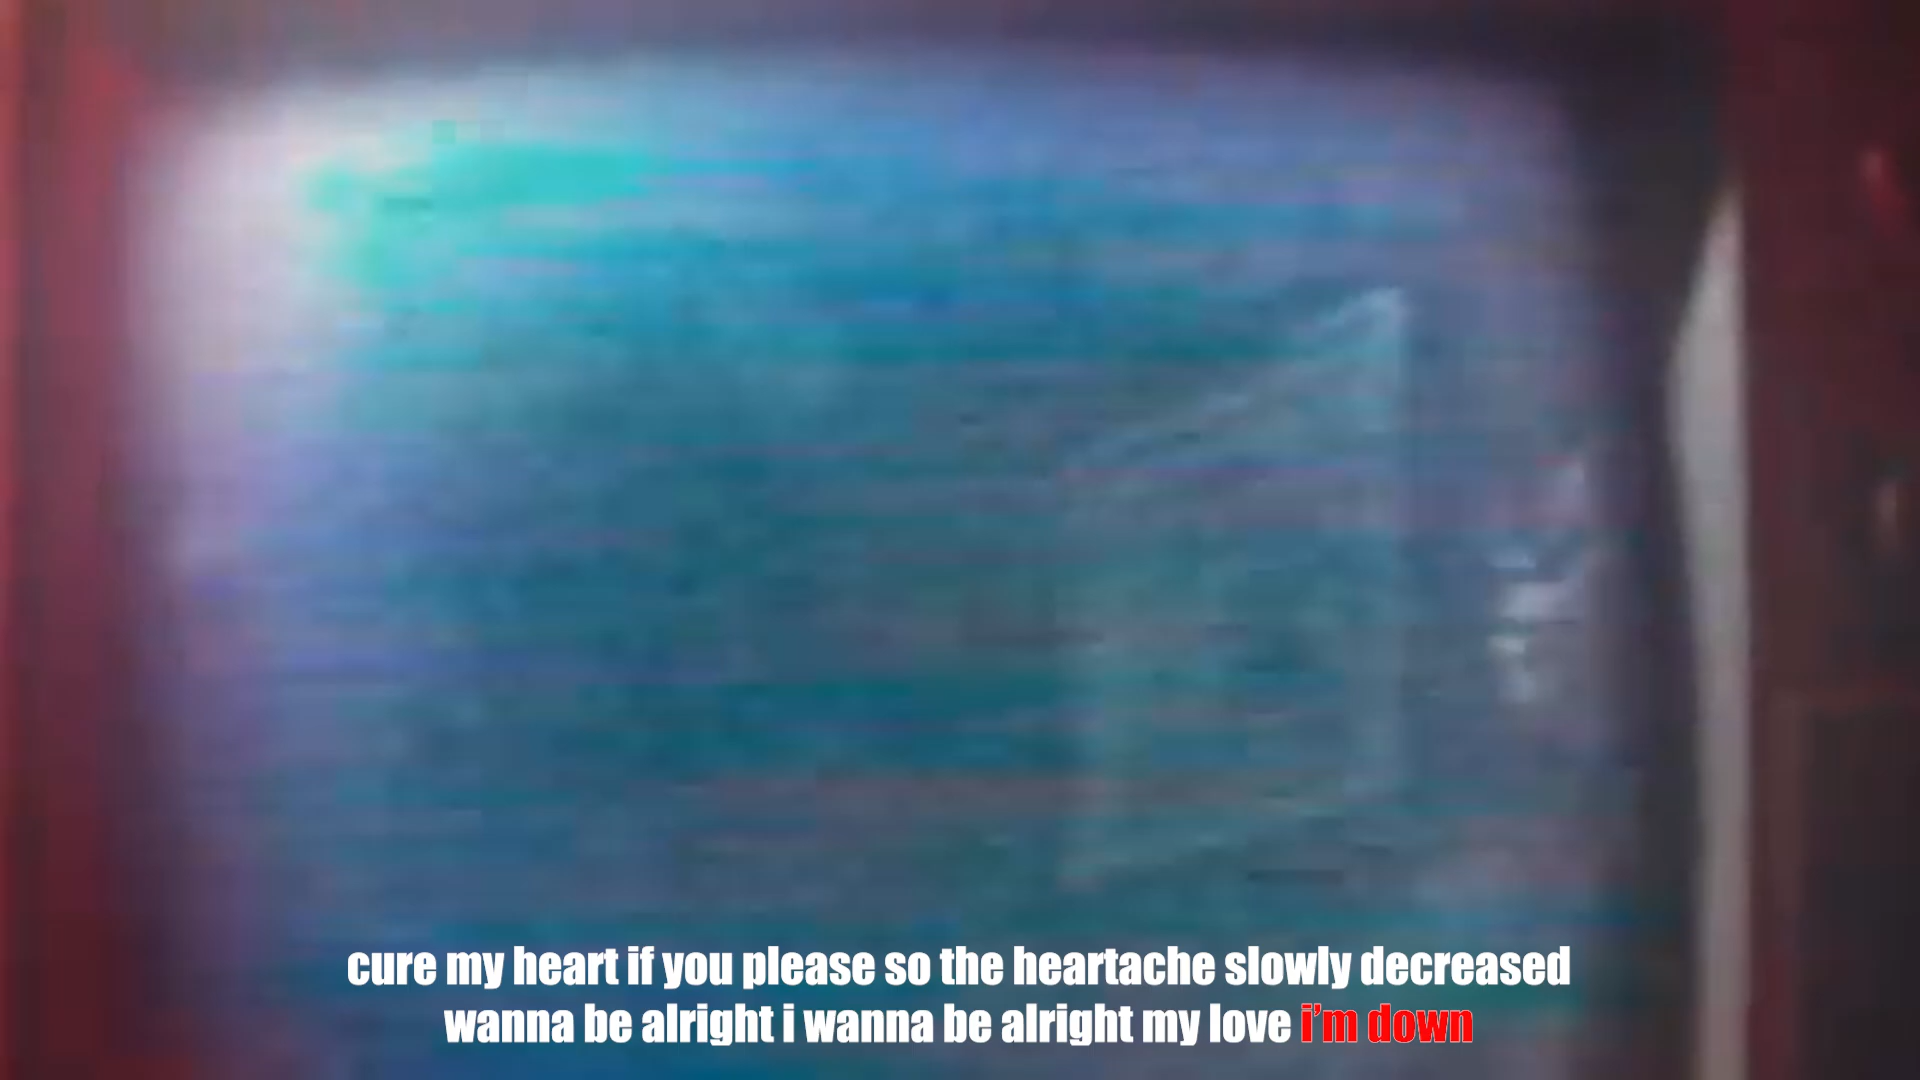 cure my heart if you please so the heartache slowly decreased
wanna be alright i wanna be alright my love i'm down